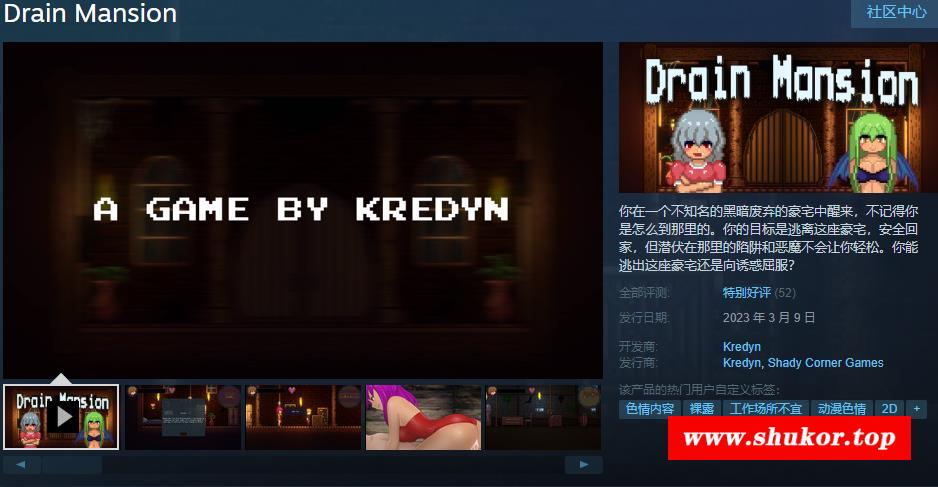 Drain Mansion
社区中心
A GAME BY KREDYN
Drain Mansion
你在一个不知名的黑暗废弃的豪宅中醒来，不记得你
是怎么到那里的。你的目标是逃离这座豪宅，安全回
家，但潜伏在那里的陷阱和恶魔不会让你轻松。你能
逃出这座豪宅还是向诱惑屈服？
全部评测: 特别好评 (52)
发行日期: 2023 年 3 月 9 日
开发商: Kredyn
发行商: Kredyn, Shady Corner Games
该产品的热门用户自定义标签：
色情内容 裸露 工作场所不宜 动漫色情 2D +
Drain Mansion
www.shukor.top